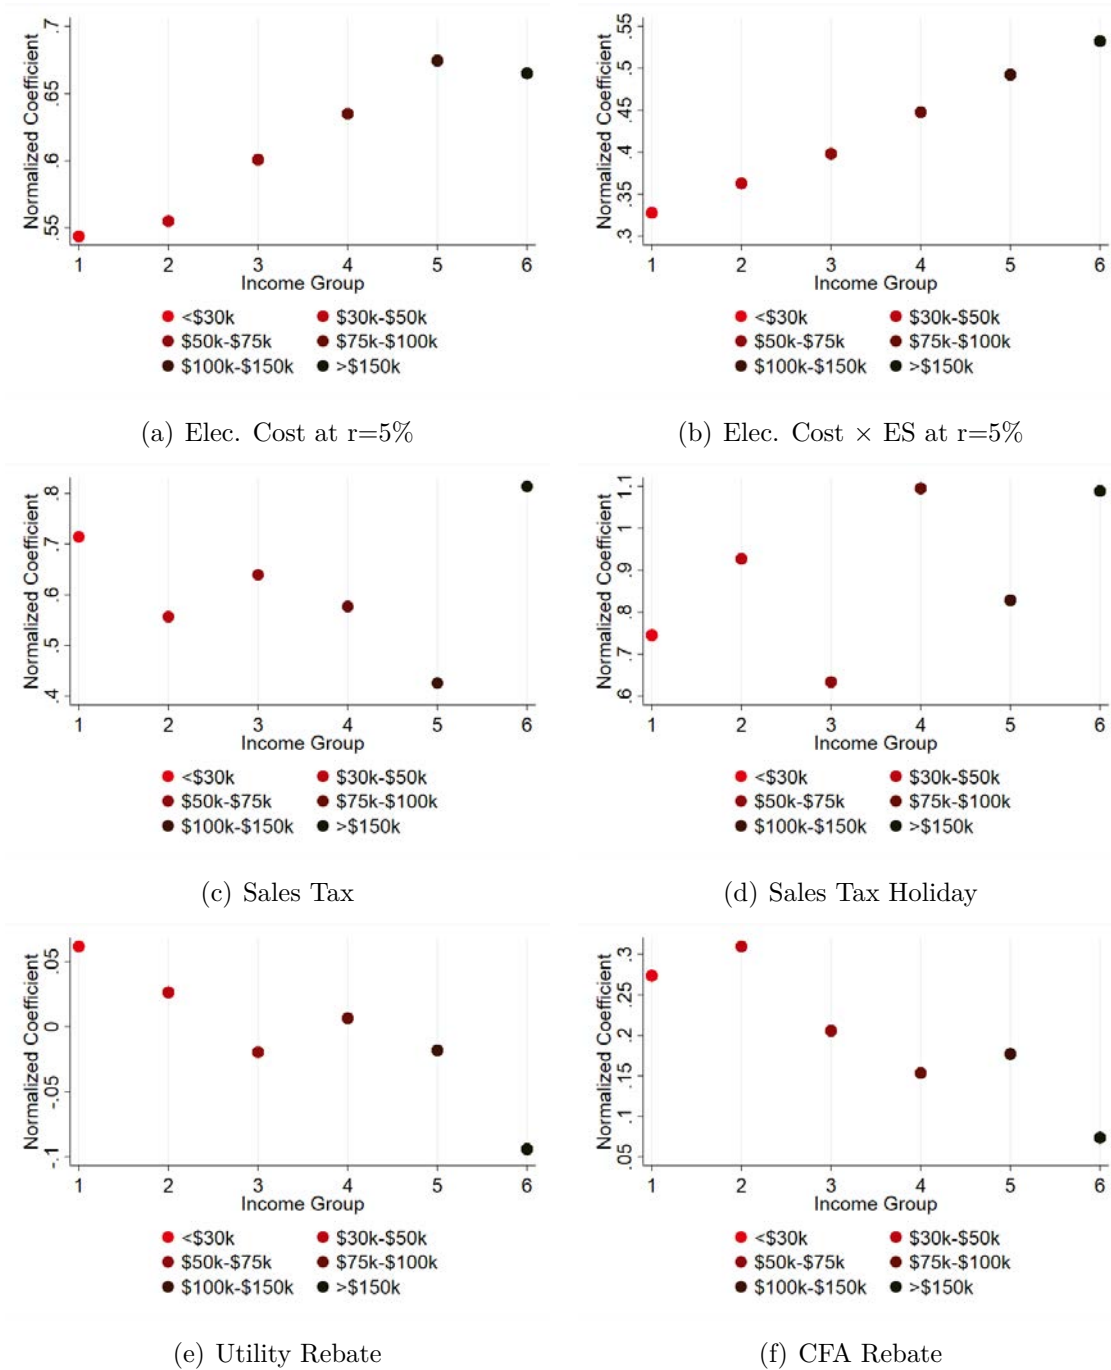 Normalized Coefficient
.7
.65
.6
.55
1 2 3 4 5 6
Income Group
<$30k $30k-$50k
$50k-$75k $75k-$100k
$100k-$150k >$150k
(a) Elec. Cost at r=5%
Normalized Coefficient
.55
.5
.45
.4
.35
.3
1 2 3 4 5 6
Income Group
<$30k $30k-$50k
$50k-$75k $75k-$100k
$100k-$150k >$150k
(b) Elec. Cost × ES at r=5%
Normalized Coefficient
.8
.7
.6
.5
.4
1 2 3 4 5 6
Income Group
<$30k $30k-$50k
$50k-$75k $75k-$100k
$100k-$150k >$150k
(c) Sales Tax
Normalized Coefficient
1.1
1
.9
.8
.7
.6
1 2 3 4 5 6
Income Group
<$30k $30k-$50k
$50k-$75k $75k-$100k
$100k-$150k >$150k
(d) Sales Tax Holiday
Normalized Coefficient
.05
0
-.05
-.1
1 2 3 4 5 6
Income Group
<$30k $30k-$50k
$50k-$75k $75k-$100k
$100k-$150k >$150k
(e) Utility Rebate
Normalized Coefficient
.3
.25
.2
.15
.1
.05
1 2 3 4 5 6
Income Group
<$30k $30k-$50k
$50k-$75k $75k-$100k
$100k-$150k >$150k
(f) CFA Rebate